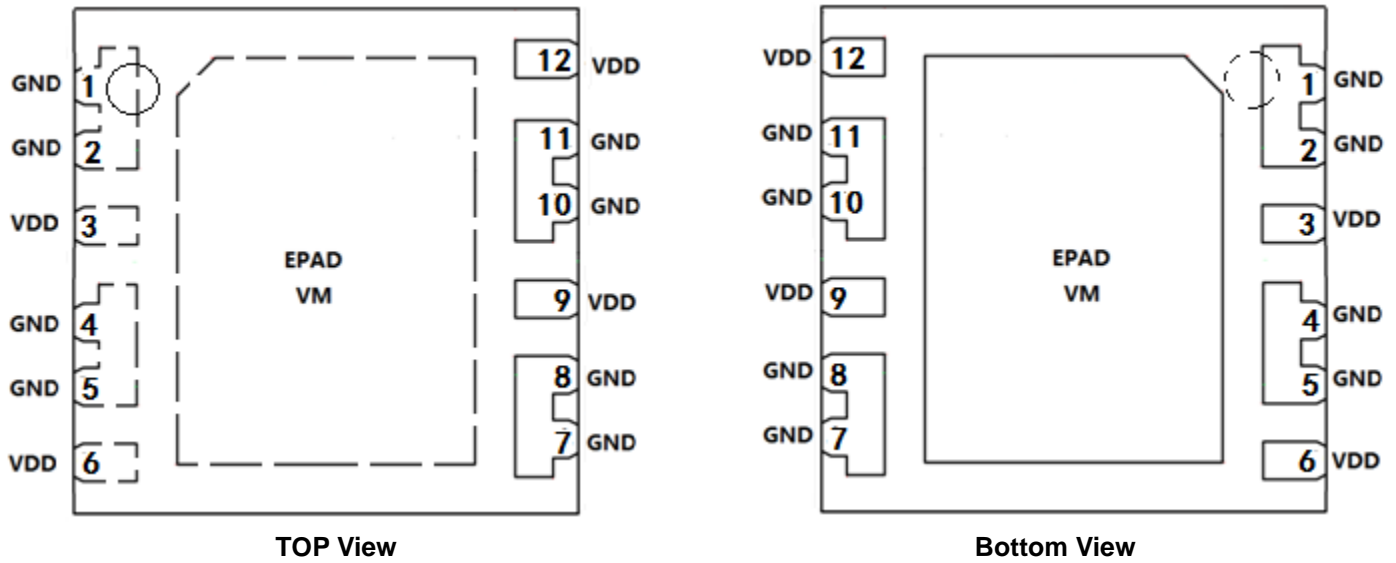 GND 1
GND 2
VDD 3
GND 4
GND 5
VDD 6
12 VDD
11 GND
10 GND
9 VDD
8 GND
7 GND
EPAD
VM
TOP View
VDD 12
GND 11
GND 10
VDD 9
GND 8
GND 7
1 GND
2 GND
3 VDD
4 GND
5 GND
6 VDD
EPAD
VM
Bottom View